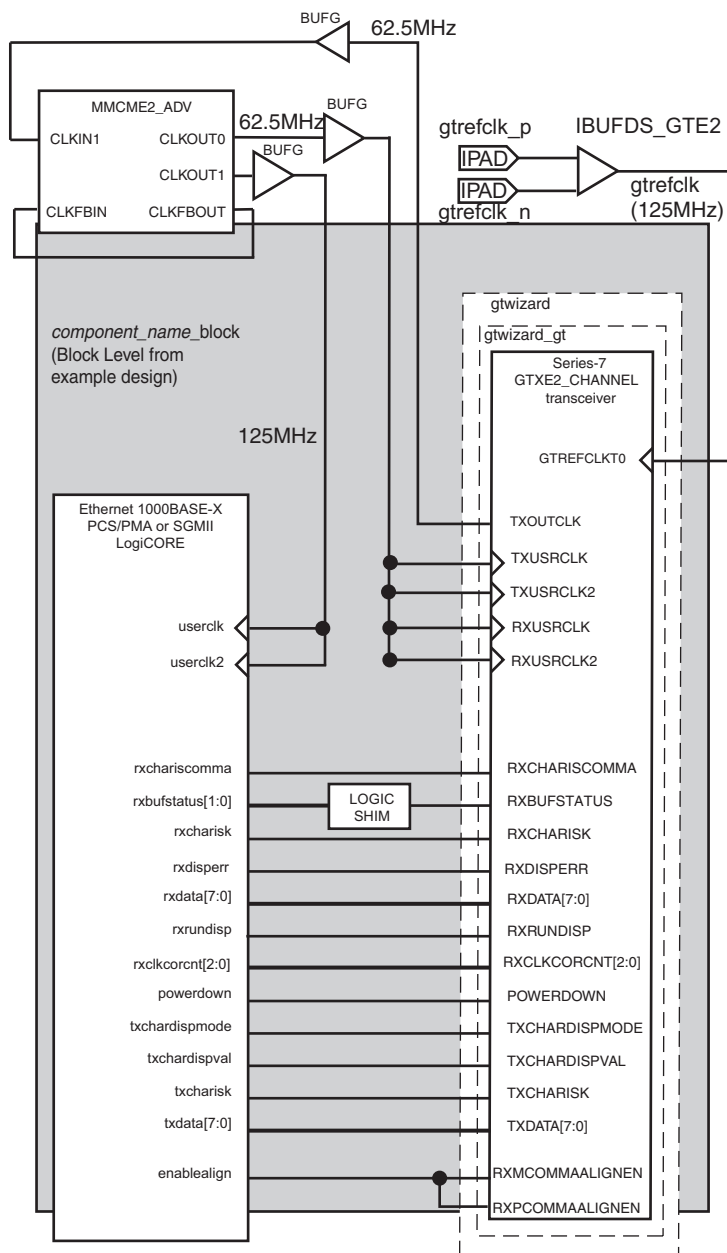 BUFG
62.5MHz
MMCME2_ADV
CLKIN1
CLKOUT0
CLKOUT1
CLKFBIN
CLKFBOUT
62.5MHz
BUFG
BUFG
gtrefclk_p
IBUFDS_GTE2
IPAD
IPAD
gtrefclk_n
gtrefclk
(125MHz)
component_name_block
(Block Level from
example design)
gtwizard
gtwizard_gt
Series-7
GTXE2_CHANNEL
transceiver
125MHz
GTREFCLKT0
Ethernet 1000BASE-X
PCS/PMA or SGMII
LogiCORE
TXOUTCLK
TXUSRCLK
TXUSRCLK2
userclk
RXUSRCLK
userclk2
RXUSRCLK2
rxchariscomma
RXCHARISCOMMA
rxbufstatus[1:0]
LOGIC
SHIM
RXBUFSTATUS
rxcharisk
RXCHARISK
rxdisperr
RXDISPERR
rxdata[7:0]
RXDATA[7:0]
rxrundisp
RXRUNDISP
rxclkcorcnt[2:0]
RXCLKCORCNT[2:0]
powerdown
POWERDOWN
txchardispmode
TXCHARDISPMODE
txchardispval
TXCHARDISPVAL
txcharisk
TXCHARISK
txdata[7:0]
TXDATA[7:0]
enablealign
RXMCOMMAALIGNEN
RXPCOMMAALIGNEN